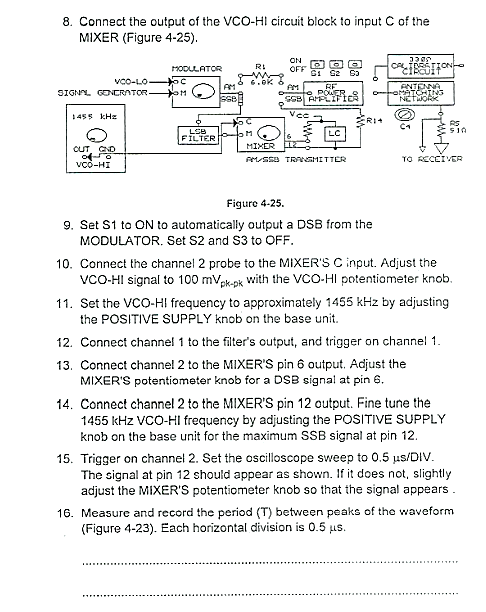 8. Connect the output of the VCO-HI circuit block to input C of the
MIXER (Figure 4-25).
MODULATOR
R1
6.8K
ON
OFF
S1 S2 S3
330Ω
CALIBRATION
CIRCUIT
VCO-LO
C
SIGNAL GENERATOR
M
AM
SSB
AM
SSB
RF
POWER
AMPLIFIER
ANTENNA
MATCHING
NETWORK
1455 kHz
OUT GND
VCO-HI
LSB
FILTER
C
M
MIXER
6
12
Vcc
LC
R14
C4
R5
51Ω
AM/SSB TRANSMITTER
TO RECEIVER
Figure 4-25.
9. Set S1 to ON to automatically output a DSB from the
MODULATOR. Set S2 and S3 to OFF.
10. Connect the channel 2 probe to the MIXER'S C input. Adjust the
VCO-HI signal to 100 mVpk-pk with the VCO-HI potentiometer knob.
11. Set the VCO-HI frequency to approximately 1455 kHz by adjusting
the POSITIVE SUPPLY knob on the base unit.
12. Connect channel 1 to the filter's output, and trigger on channel 1.
13. Connect channel 2 to the MIXER'S pin 6 output. Adjust the
MIXER'S potentiometer knob for a DSB signal at pin 6.
14. Connect channel 2 to the MIXER'S pin 12 output. Fine tune the
1455 kHz VCO-HI frequency by adjusting the POSITIVE SUPPLY
knob on the base unit for the maximum SSB signal at pin 12.
15. Trigger on channel 2. Set the oscilloscope sweep to 0.5 µs/DIV.
The signal at pin 12 should appear as shown. If it does not, slightly
adjust the MIXER'S potentiometer knob so that the signal appears .
16. Measure and record the period (T) between peaks of the waveform
(Figure 4-23). Each horizontal division is 0.5 µs.